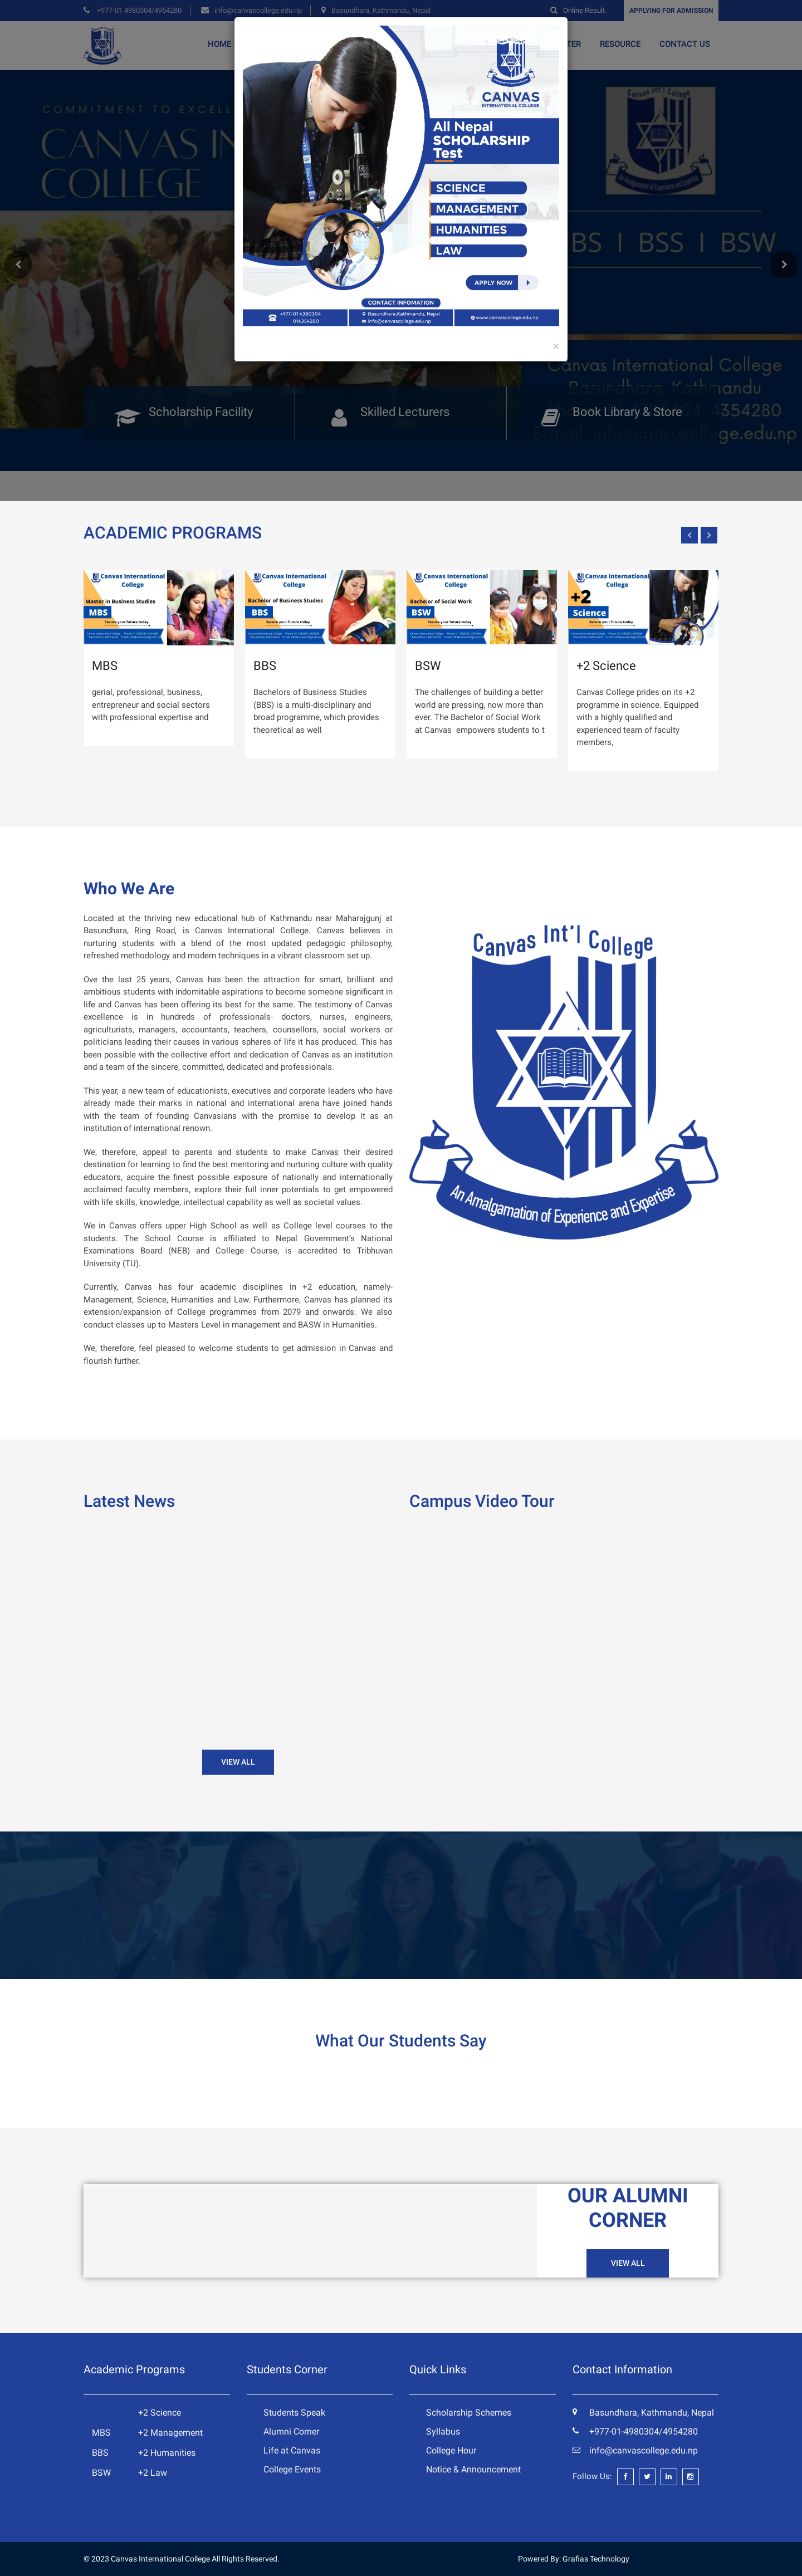 +977-01 4980304/4954280
info@canvascollege.edu.np
Basundhara, Kathmandu, Nepal
Online Result
APPLYING FOR ADMISSION
HOME
TER
RESOURCE
CONTACT US
COMMITMENT TO EXCEL
CANVAS
COLLEGE
BS | BSS | BSW
CANVAS
INTERNATIONAL COLLEGE
All Nepal
SCHOLARSHIP
Test
SCIENCE
MANAGEMENT
HUMANITIES
LAW
APPLY NOW
CONTACT INFOMATION
+977-01-4380304
014354280
Basundhara,Kathmandu, Nepal
info@canvascollege.edu.np
www.canvascollege.edu.np
×
Canvas International College
Basundhara, Kathmandu
04, 4354280
E-mail: info@canvascollege.edu.np
Scholarship Facility
Skilled Lecturers
Book Library & Store
ACADEMIC PROGRAMS
Canvas International
College
Master in Business Studies
MBS
Secure your future today
Canvas International
College
Bachelor of Business Studies
BBS
Secure your future today
Canvas International
College
Bachelor of Social Work
BSW
Secure your future today
Canvas International
College
+2
Science
Secure your future today
MBS
gerial, professional, business,
entrepreneur and social sectors
with professional expertise and
BBS
Bachelors of Business Studies
(BBS) is a multi-disciplinary and
broad programme, which provides
theoretical as well
BSW
The challenges of building a better
world are pressing, now more than
ever. The Bachelor of Social Work
at Canvas empowers students to t
+2 Science
Canvas College prides on its +2
programme in science. Equipped
with a highly qualified and
experienced team of faculty
members,
Who We Are
Located at the thriving new educational hub of Kathmandu near Maharajgunj at
Basundhara, Ring Road, is Canvas International College. Canvas believes in
nurturing students with a blend of the most updated pedagogic philosophy,
refreshed methodology and modern techniques in a vibrant classroom set up.
Ove the last 25 years, Canvas has been the attraction for smart, brilliant and
ambitious students with indomitable aspirations to become someone significant in
life and Canvas has been offering its best for the same. The testimony of Canvas
excellence is in hundreds of professionals- doctors, nurses, engineers,
agriculturists, managers, accountants, teachers, counsellors, social workers or
politicians leading their causes in various spheres of life it has produced. This has
been possible with the collective effort and dedication of Canvas as an institution
and a team of the sincere, committed, dedicated and professionals.
This year, a new team of educationists, executives and corporate leaders who have
already made their marks in national and international arena have joined hands
with the team of founding Canvasians with the promise to develop it as an
institution of international renown.
We, therefore, appeal to parents and students to make Canvas their desired
destination for learning to find the best mentoring and nurturing culture with quality
educators, acquire the finest possible exposure of nationally and internationally
acclaimed faculty members, explore their full inner potentials to get empowered
with life skills, knowledge, intellectual capability as well as societal values.
We in Canvas offers upper High School as well as College level courses to the
students. The School Course is affiliated to Nepal Government's National
Examinations Board (NEB) and College Course, is accredited to Tribhuvan
University (TU).
Currently, Canvas has four academic disciplines in +2 education, namely-
Management, Science, Humanities and Law. Furthermore, Canvas has planned its
extension/expansion of College programmes from 2079 and onwards. We also
conduct classes up to Masters Level in management and BASW in Humanities.
We, therefore, feel pleased to welcome students to get admission in Canvas and
flourish further.
Canvas Int'l College
An Amalgamation of Experience and Expertise
Latest News
VIEW ALL
Campus Video Tour
What Our Students Say
OUR ALUMNI
CORNER
VIEW ALL
Academic Programs
MBS
BBS
BSW
+2 Science
+2 Management
+2 Humanities
+2 Law
Students Corner
Students Speak
Alumni Corner
Life at Canvas
College Events
Quick Links
Scholarship Schemes
Syllabus
College Hour
Notice & Announcement
Contact Information
Basundhara, Kathmandu, Nepal
+977-01-4980304/4954280
info@canvascollege.edu.np
Follow Us:
© 2023 Canvas International College All Rights Reserved.
Powered By: Grafias Technology